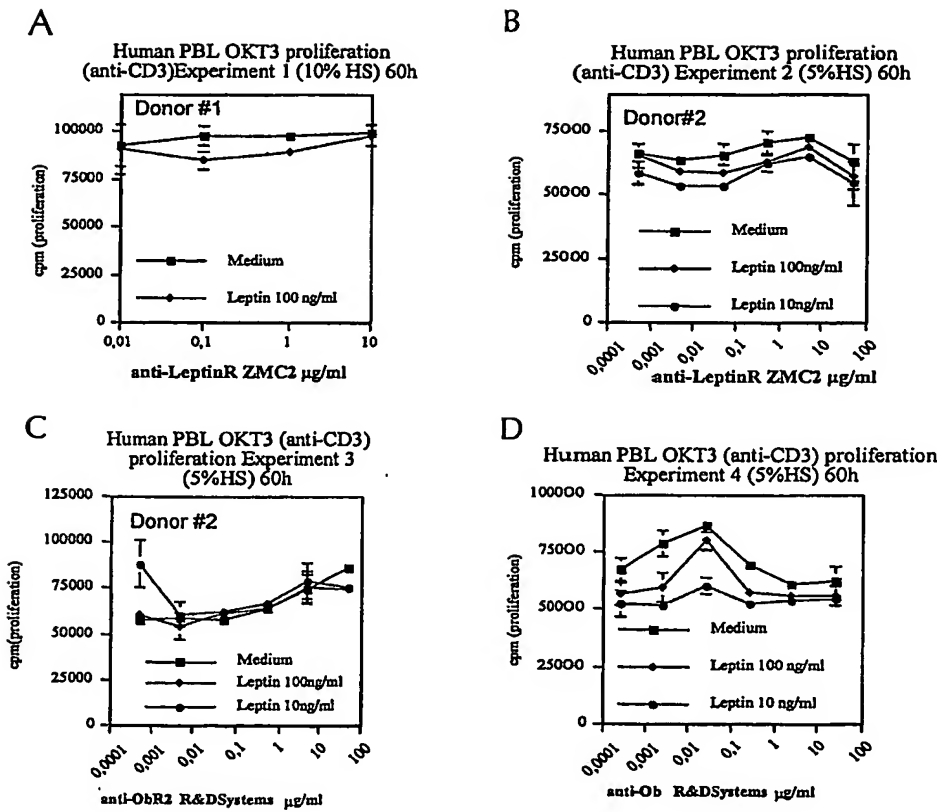 A
Human PBL OKT3 proliferation
(anti-CD3)Experiment 1 (10% HS) 60h
Donor #1
100000
75000
50000
25000
0
cpm (proliferation)
Medium
Leptin 100 ng/ml
0,01
0,1
1
10
anti-LeptinR ZMC2 µg/ml
B
Human PBL OKT3 proliferation
(anti-CD3) Experiment 2 (5%HS) 60h
Donor#2
75000
50000
25000
0
cpm (proliferation)
Medium
Leptin 100ng/ml
Leptin 10ng/ml
0,0001
0,001
0,01
0,1
1
10
100
anti-LeptinR ZMC2 µg/ml
C
Human PBL OKT3 (anti-CD3)
proliferation Experiment 3
(5%HS) 60h
Donor #2
125000
100000
75000
50000
25000
0
cpm(proliferation)
Medium
Leptin 100ng/ml
Leptin 10ng/ml
0,0001
0,001
0,01
0,1
1
10
100
anti-ObR2 R&DSystems µg/ml
D
Human PBL OKT3 (anti-CD3) proliferation
Experiment 4 (5%HS) 60h
100000
75000
50000
25000
0
cpm (proliferation)
Medium
Leptin 100 ng/ml
Leptin 10 ng/ml
0,0001
0,001
0,01
0,1
1
10
100
anti-Ob R&DSystems µg/ml